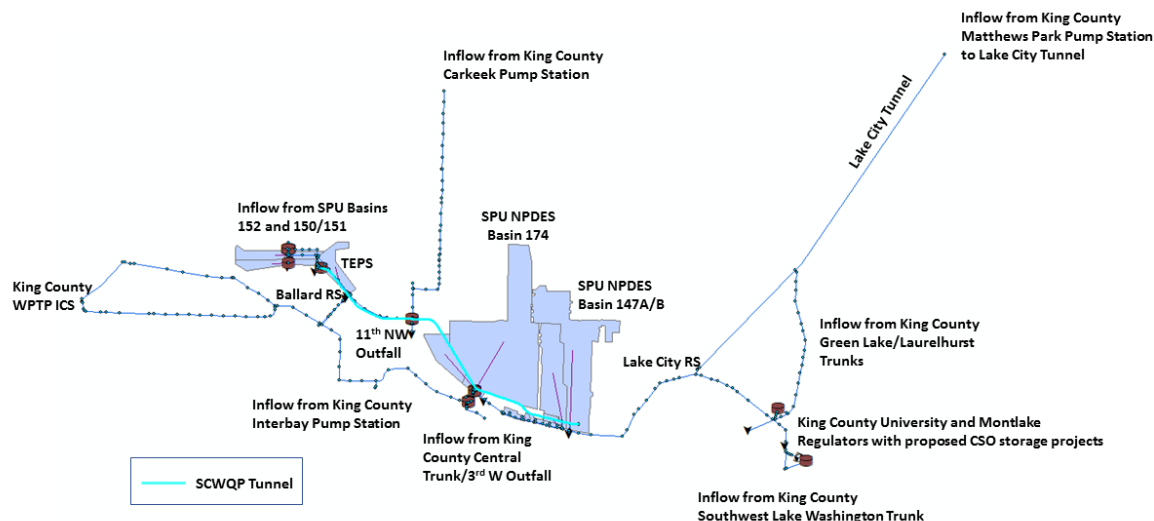 Inflow from King County
Matthews Park Pump Station
to Lake City Tunnel
Inflow from King County
Carkeek Pump Station
Lake City Tunnel
Inflow from SPU Basins
152 and 150/151
SPU NPDES
Basin 174
TEPS
SPU NPDES
Basin 147A/B
King County
WPTP ICS
Ballard RS
11th NW
Outfall
Inflow from King County
Green Lake/Laurelhurst
Trunks
Lake City RS
Inflow from King County
Interbay Pump Station
Inflow from King
County Central
Trunk/3rd W Outfall
King County University and Montlake
Regulators with proposed CSO storage projects
SCWQP Tunnel
Inflow from King County
Southwest Lake Washington Trunk